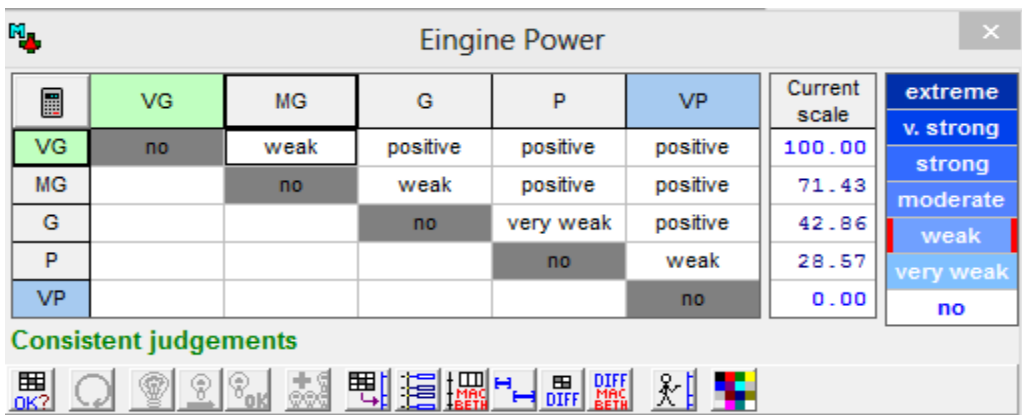 Eingine Power
VG MG G P VP Current scale extreme
v. strong
VG no weak positive positive positive 100.00
strong
MG no weak positive positive 71.43
moderate
G no very weak positive 42.86
weak
P no weak 28.57
very weak
VP no 0.00
no
Consistent judgements
OK? OK MAC BETH DIFF DIFF MAC BETH